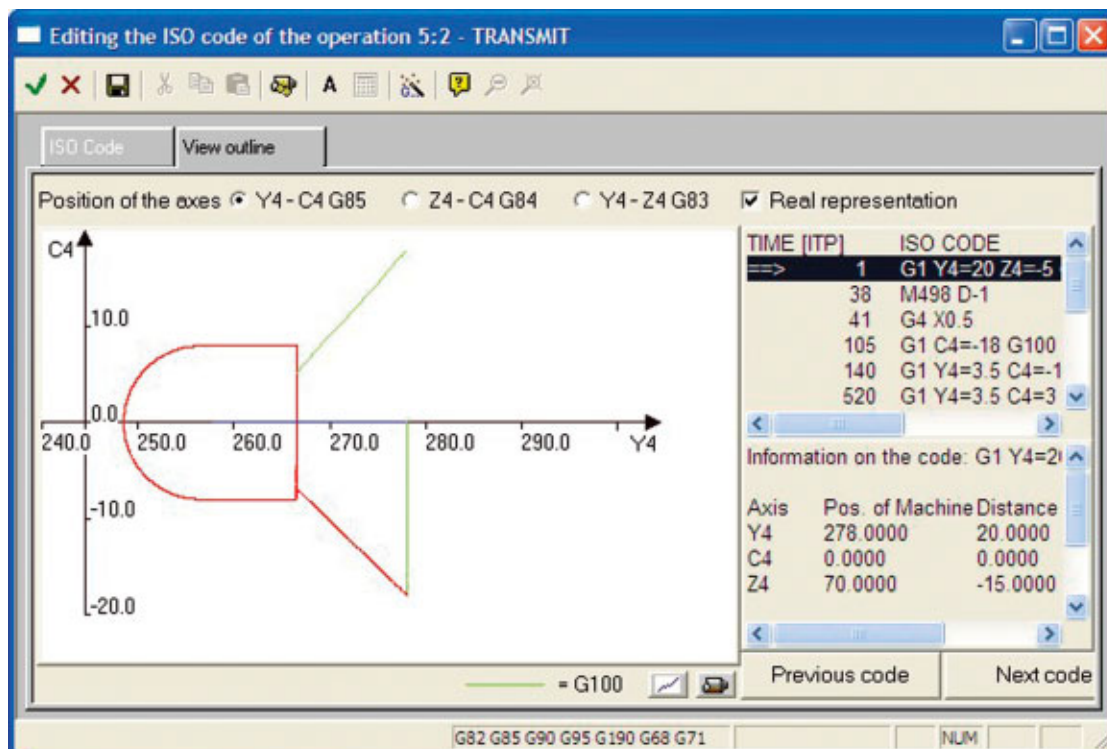 Editing the ISO code of the operation 5:2 - TRANSMIT
A
ISO Code
View outline
Position of the axes Y4 - C4 G85 Z4 - C4 G84 Y4 - Z4 G83 Real representation
C4
10.0
0.0
240.0 250.0 260.0 270.0 280.0 290.0 Y4
-10.0
-20.0
TIME [ITP] ISO CODE
==> 1 G1 Y4=20 Z4=-5
38 M498 D-1
41 G4 X0.5
105 G1 C4=-18 G100
140 G1 Y4=3.5 C4=-1
520 G1 Y4=3.5 C4=3
Information on the code: G1 Y4=2
Axis Pos. of Machine Distance
Y4 278.0000 20.0000
C4 0.0000 0.0000
Z4 70.0000 -15.0000
= G100
Previous code
Next code
G82 G85 G90 G95 G190 G68 G71
NUM